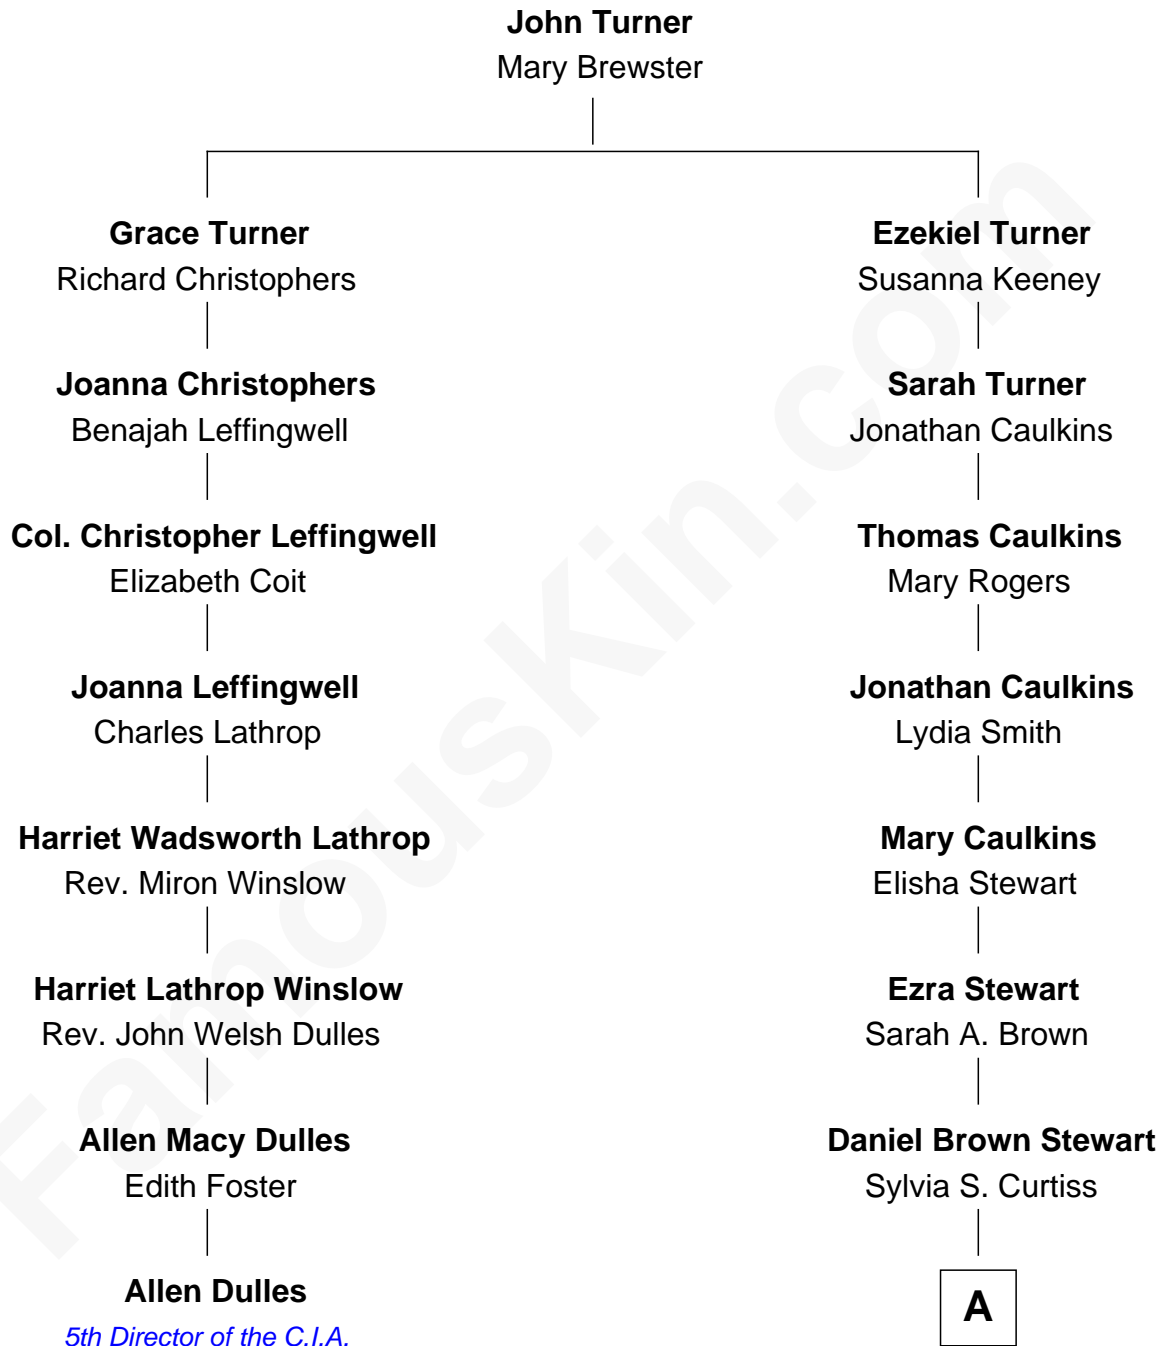 John Turner
Mary Brewster
Grace Turner
Richard Christophers
Ezekiel Turner
Susanna Keeney
Joanna Christophers
Benajah Leffingwell
Sarah Turner
Jonathan Caulkins
Col. Christopher Leffingwell
Elizabeth Coit
Thomas Caulkins
Mary Rogers
Joanna Leffingwell
Charles Lathrop
Jonathan Caulkins
Lydia Smith
Harriet Wadsworth Lathrop
Rev. Miron Winslow
Mary Caulkins
Elisha Stewart
Harriet Lathrop Winslow
Rev. John Welsh Dulles
Ezra Stewart
Sarah A. Brown
Allen Macy Dulles
Edith Foster
Daniel Brown Stewart
Sylvia S. Curtiss
Allen Dulles
5th Director of the C.I.A.
A
FamousKin.com